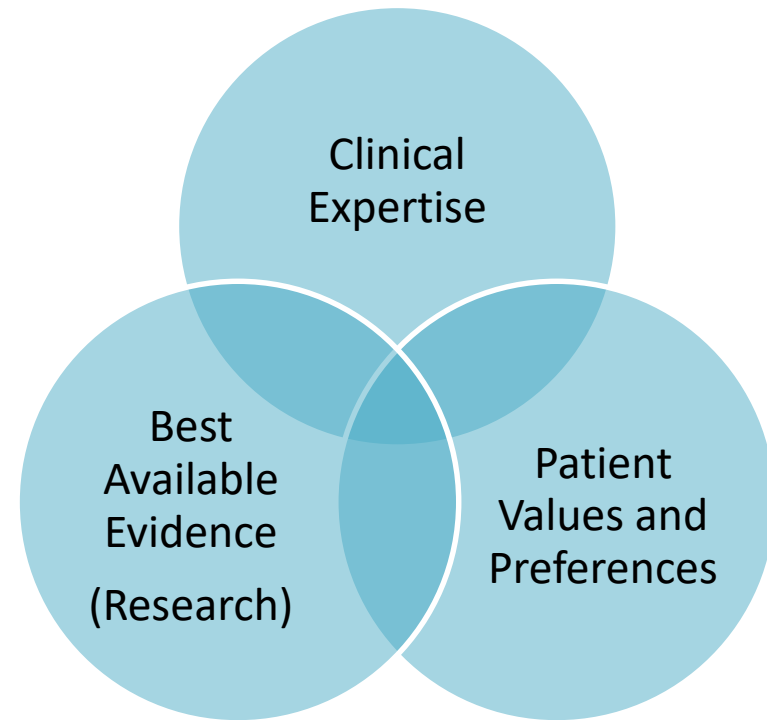 Clinical
Expertise
Best
Available
Evidence
(Research)
Patient
Values and
Preferences